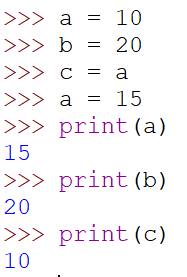 >>> a = 10
>>> b = 20
>>> c = a
>>> a = 15
>>> print(a)
15
>>> print(b)
20
>>> print(c)
10